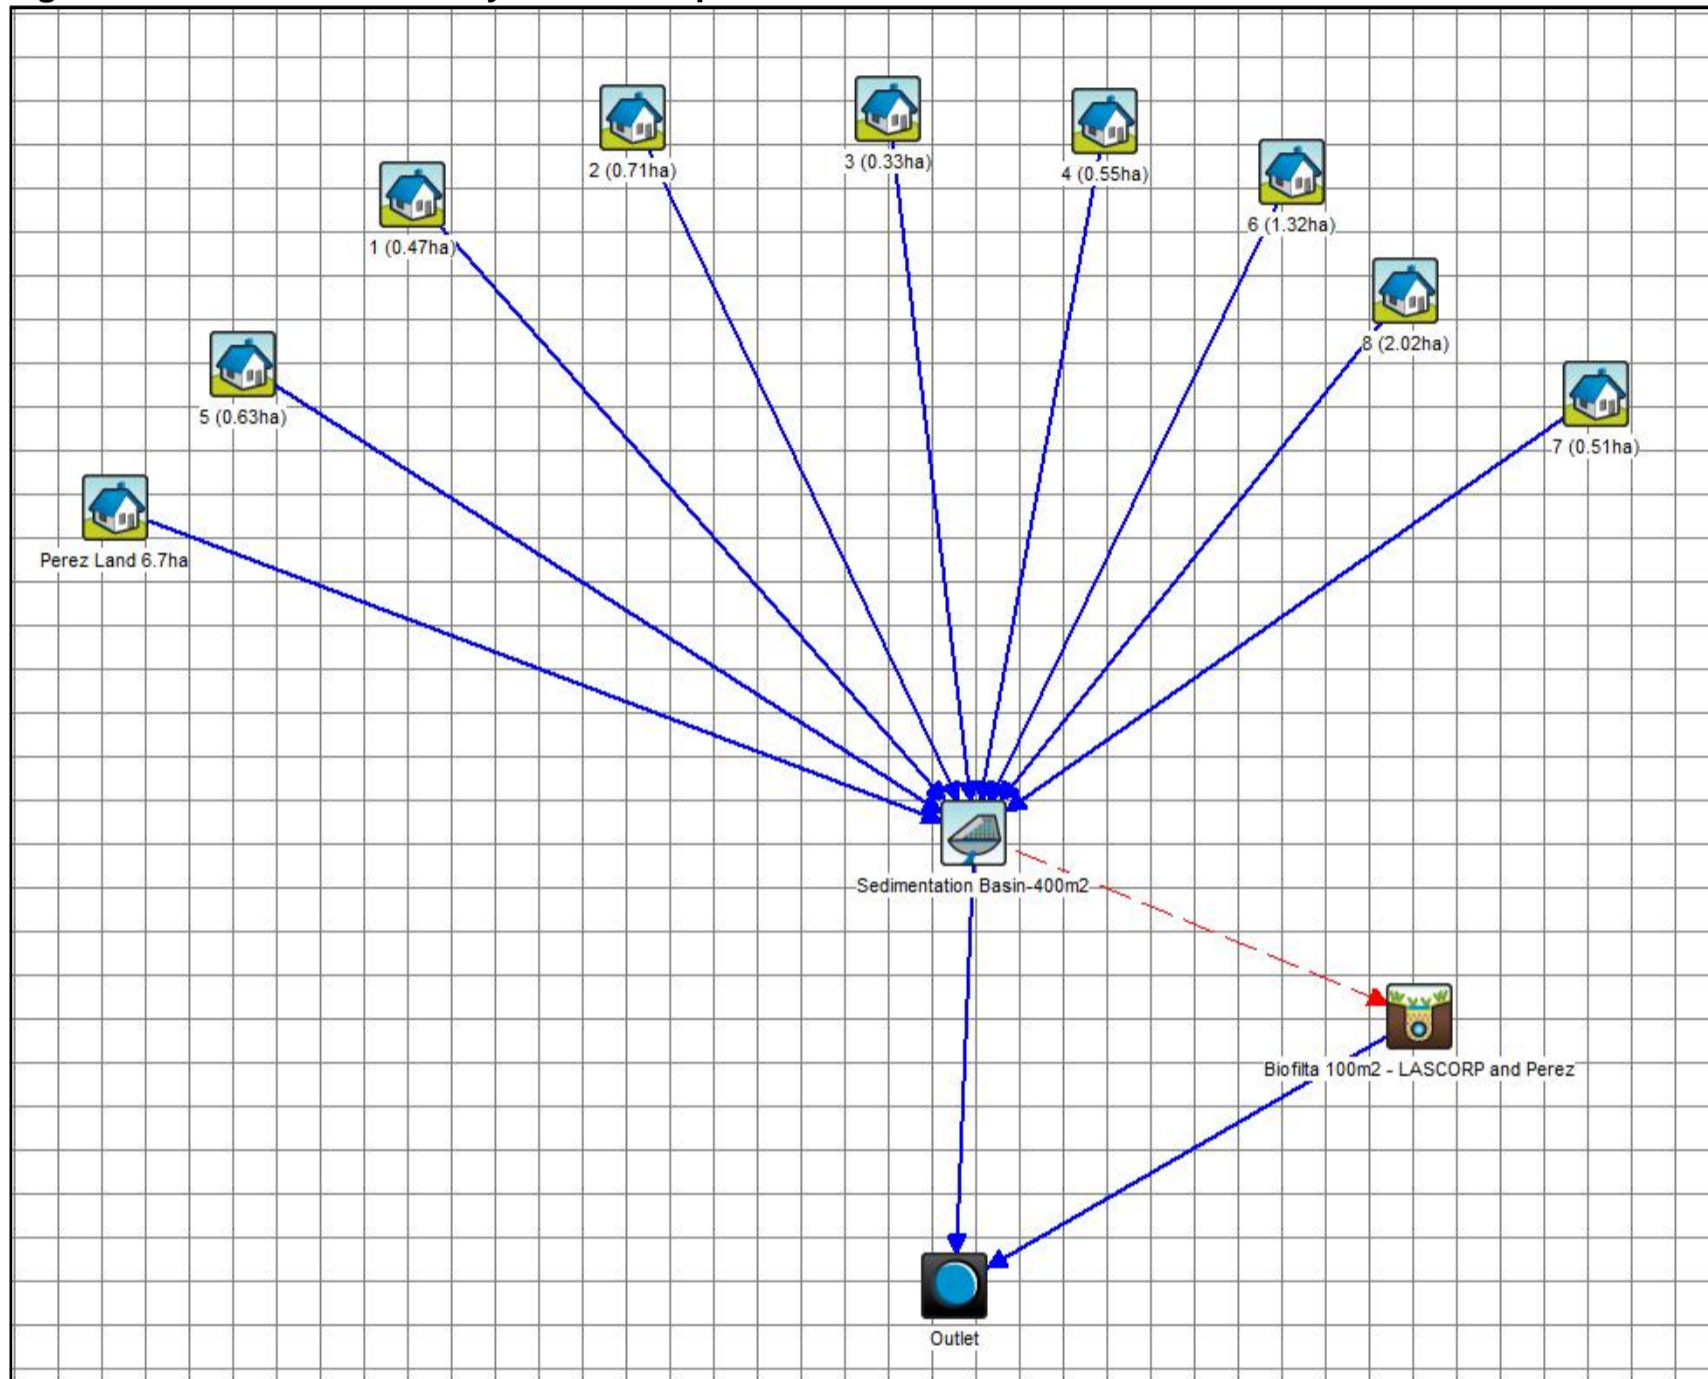 3 (0.33ha)
2 (0.71ha)
4 (0.55ha)
6 (1.32ha)
1 (0.47ha)
8 (2.02ha)
5 (0.63ha)
7 (0.51ha)
Perez Land 6.7ha
Sedimentation Basin-400m2
Biofilta 100m2 - LASCORP and Perez
Outlet